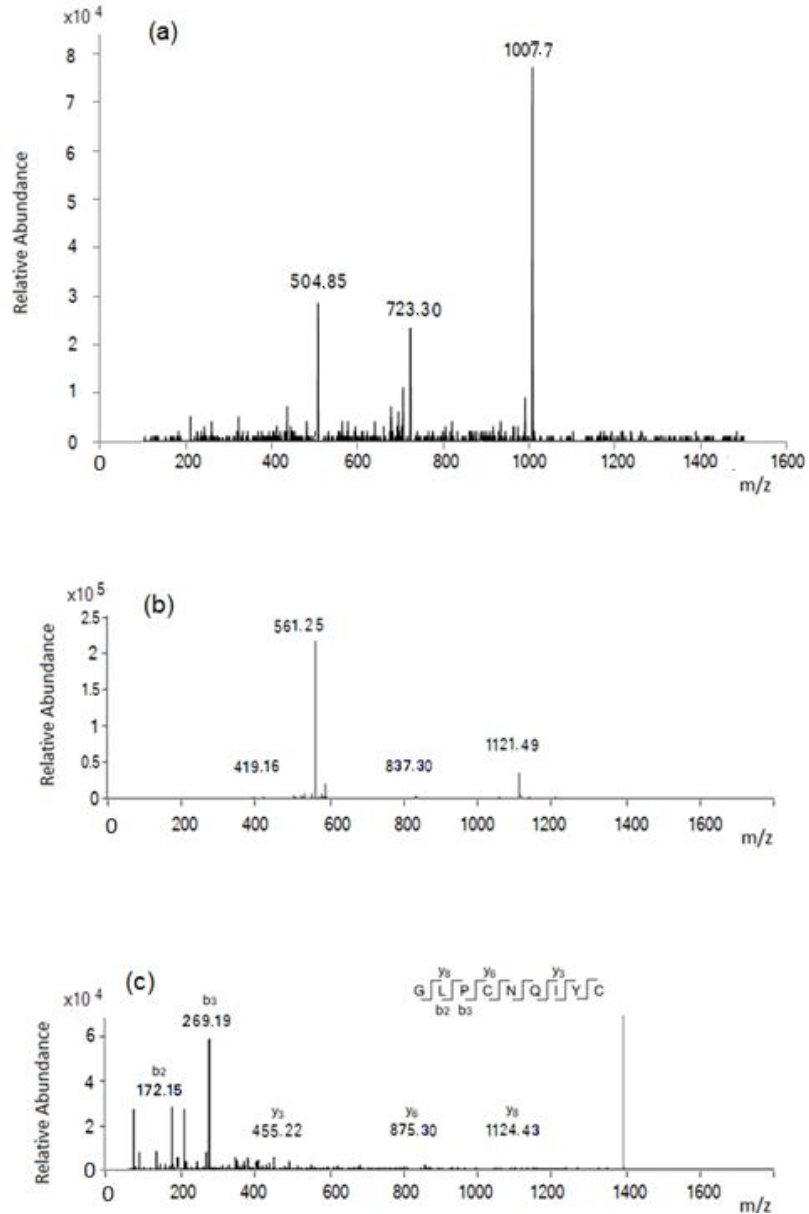 x10 4
(a)
1007.7
8
7
6
5
4
3
2
1
0
504.85
723.30
Relative Abundance
0 200 400 600 800 1000 1200 1400 1600
m/z
x10 5
(b)
2.5
2
1.5
1
0.5
0
561.25
419.16
837.30
1121.49
Relative Abundance
0 200 400 600 800 1000 1200 1400 1600
m/z
(c)
x10 4
y8 y6 y3
G L P C N Q I Y C
b2 b3
b3
269.19
b2
172.15
y3
455.22
y6
875.30
y8
1124.43
6
4
2
0
Relative Abundance
0 200 400 600 800 1000 1200 1400 1600
m/z